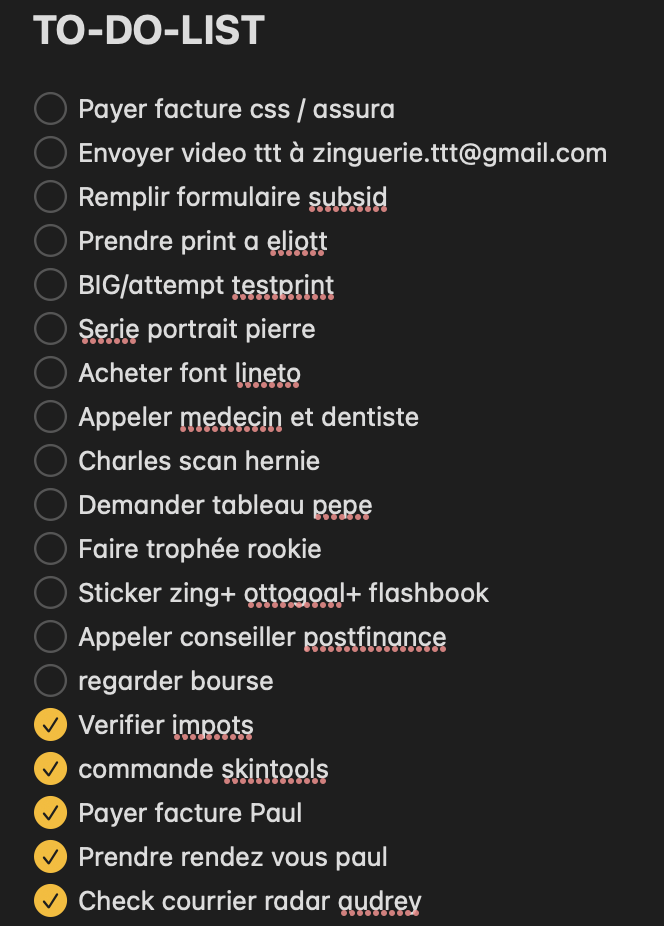 TO-DO-LIST
Payer facture css / assura
Envoyer video ttt à zinguerie.ttt@gmail.com
Remplir formulaire subsid
Prendre print a eliott
BIG/attempt testprint
Serie portrait pierre
Acheter font lineto
Appeler medecin et dentiste
Charles scan hernie
Demander tableau pepe
Faire trophée rookie
Sticker zing+ ottogoal+ flashbook
Appeler conseiller postfinance
regarder bourse
Verifier impots
commande skintools
Payer facture Paul
Prendre rendez vous paul
Check courrier radar audrey